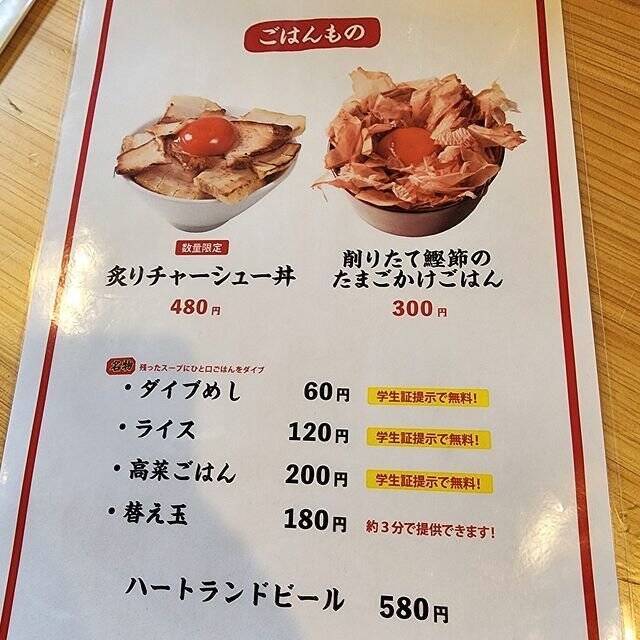 ごはんもの
数量限定
炙りチャーシュー丼
480円
削りたて鰹節の
たまごかけごはん
300円
名物 残ったスープにひと口ごはんをダイブ
・ダイブめし 60円 学生証提示で無料!
・ライス 120円 学生証提示で無料!
・高菜ごはん 200円 学生証提示で無料!
・替え玉 180円 約3分で提供できます!
ハートランドビール 580円